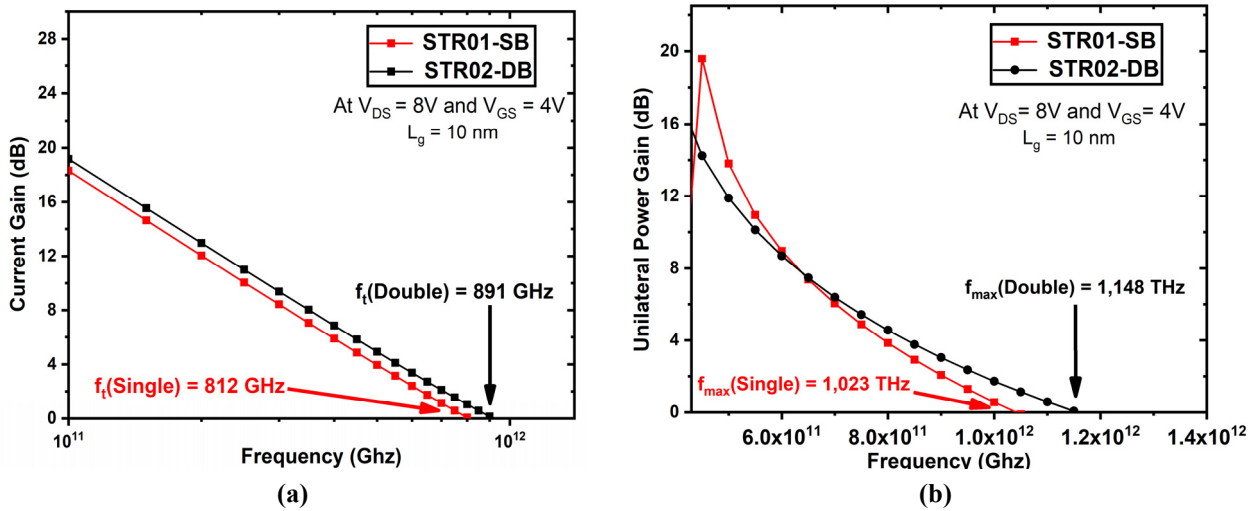 28
24
20
16
12
8
4
0
Current Gain (dB)
STR01-SB
STR02-DB
At V_DS = 8V and V_GS = 4V
L_g = 10 nm
f_t(Double) = 891 GHz
f_t(Single) = 812 GHz
10^11
10^12
Frequency (Ghz)
(a)
20
16
12
8
4
0
Unilateral Power Gain (dB)
STR01-SB
STR02-DB
At V_DS = 8V and V_GS = 4V
L_g = 10 nm
f_max(Double) = 1,148 THz
f_max(Single) = 1,023 THz
6.0x10^11
8.0x10^11
1.0x10^12
1.2x10^12
1.4x10^12
Frequency (Ghz)
(b)